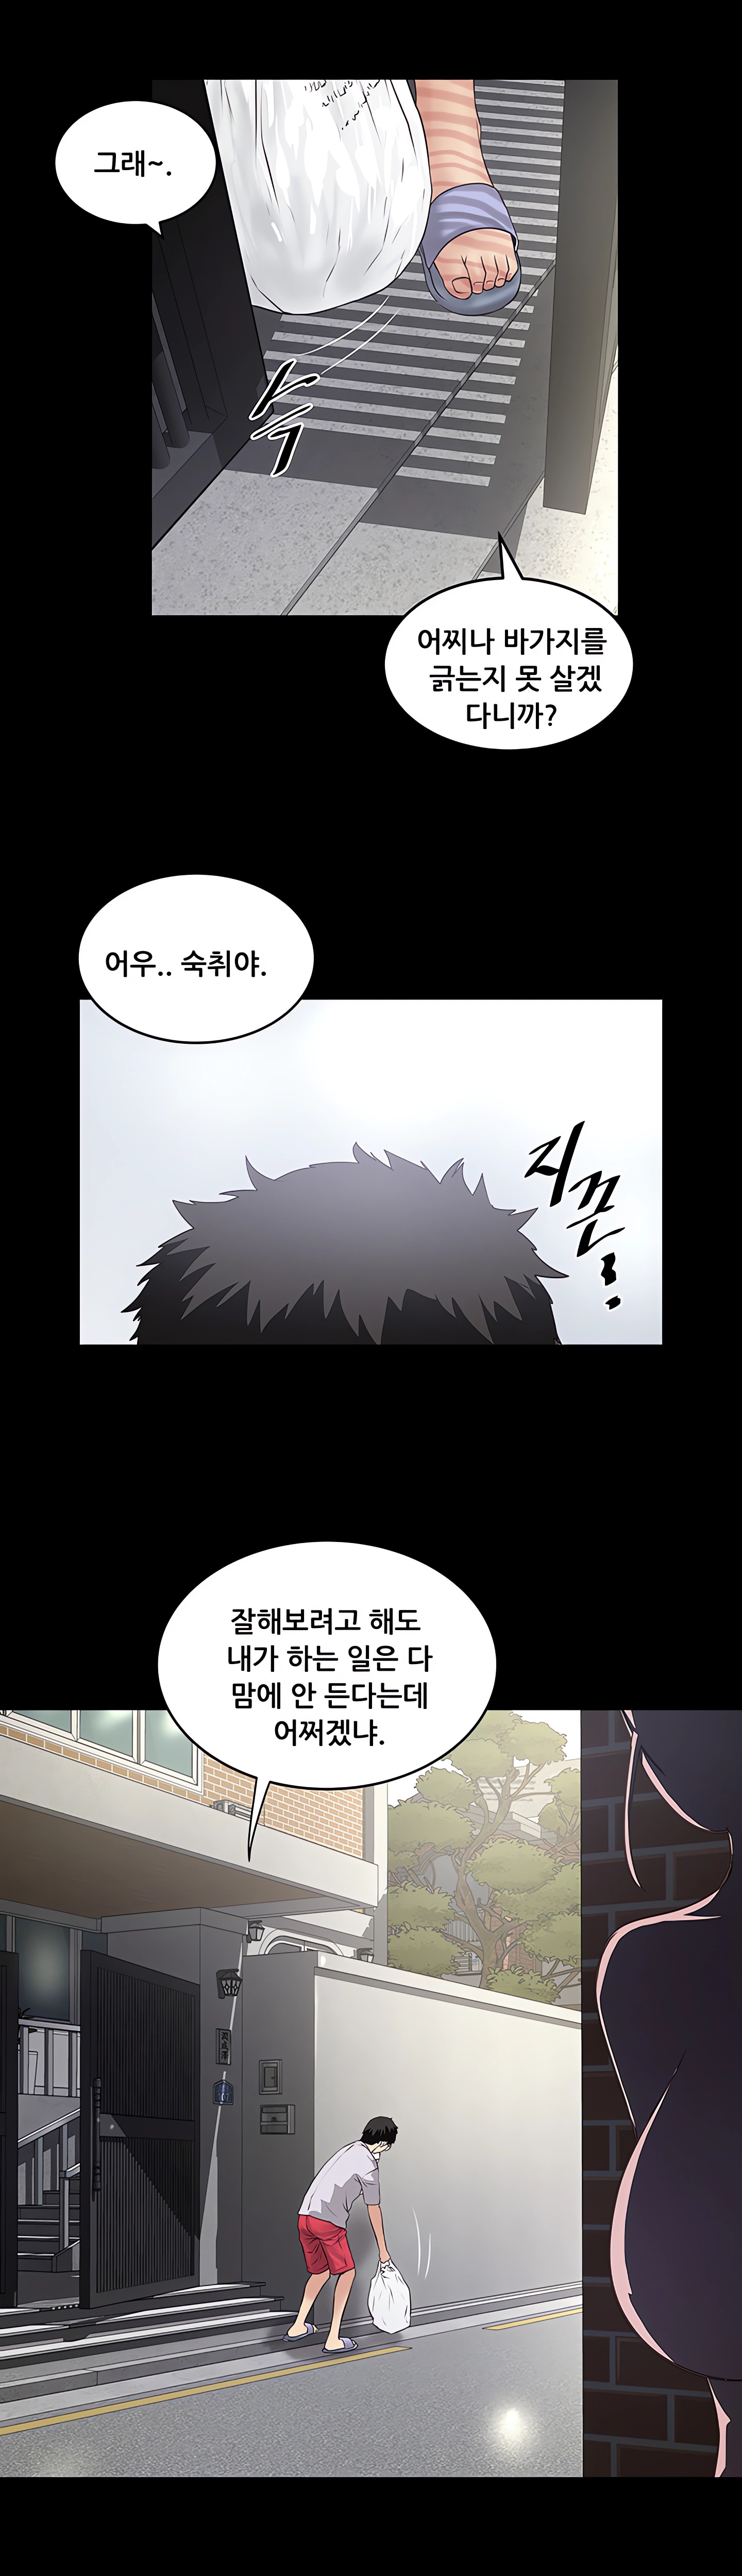 그래~.
나가
어찌나 바가지를
긁는지 못 살겠
다니까?
어우.. 숙취야.
지끈!
잘해보려고 해도
내가 하는 일은 다
맘에 안 든다는데
어쩌겠냐.